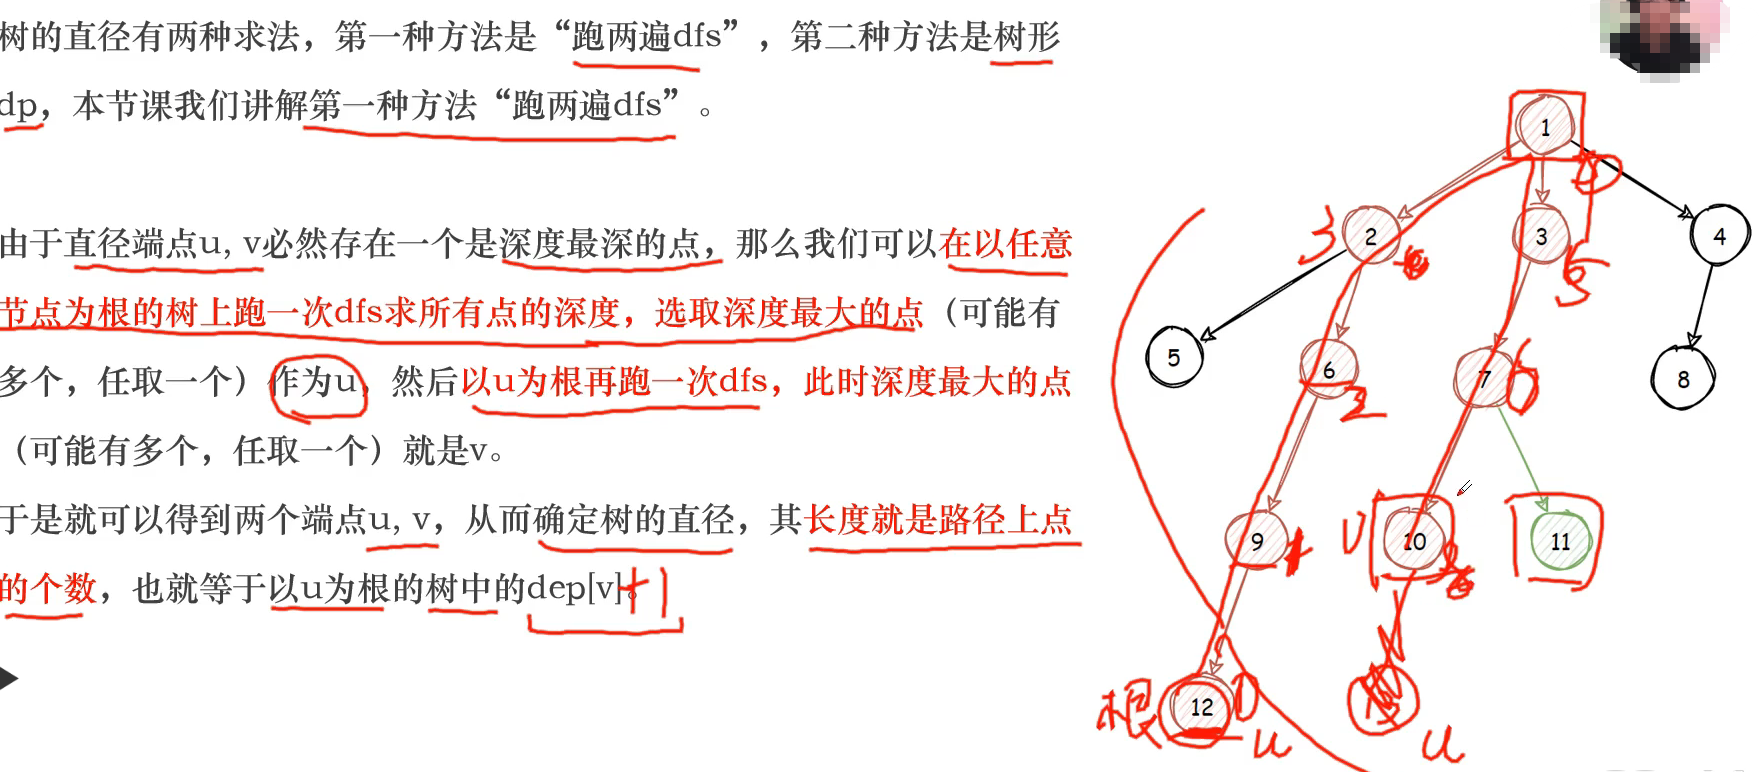 树的直径有两种求法，第一种方法是“跑两遍dfs”，第二种方法是树形
dp，本节课我们讲解第一种方法“跑两遍dfs”。
由于直径端点u, v必然存在一个是深度最深的点，那么我们可以在以任意
节点为根的树上跑一次dfs求所有点的深度，选取深度最大的点（可能有
多个，任取一个）作为u，然后以u为根再跑一次dfs，此时深度最大的点
（可能有多个，任取一个）就是v。
于是就可以得到两个端点u, v，从而确定树的直径，其长度就是路径上点
的个数，也就等于以u为根的树中的dep[v]+1
1
3 2 3 4
5
5 6 7 8
2
9 1 v 10 11
根 12 0 u
u